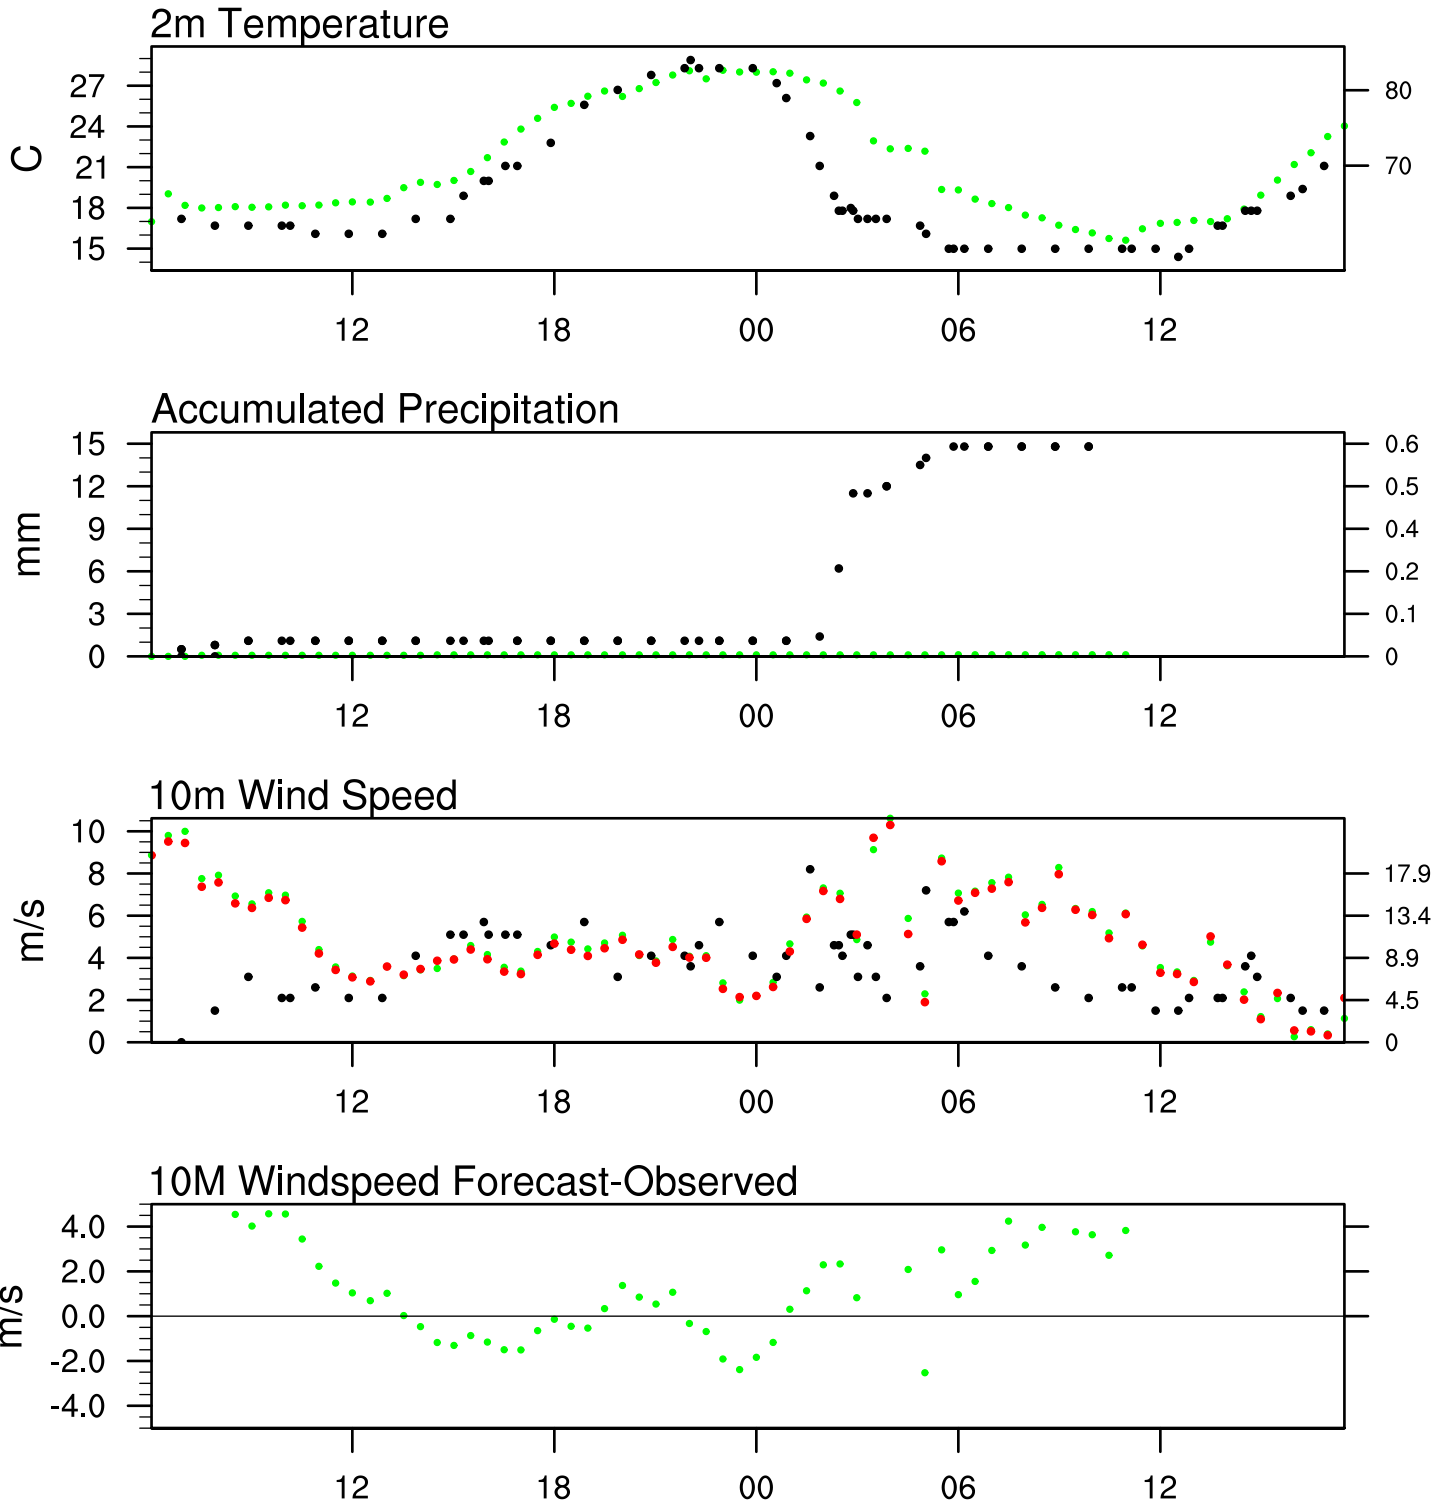 2m Temperature
27
24
21
18
15
C
80
70
12 18 00 06 12
Accumulated Precipitation
15
12
9
6
3
0
mm
0.6
0.5
0.4
0.2
0.1
0
12 18 00 06 12
10m Wind Speed
10
8
6
4
2
0
m/s
17.9
13.4
8.9
4.5
0
12 18 00 06 12
10M Windspeed Forecast-Observed
4.0
2.0
0.0
-2.0
-4.0
m/s
12 18 00 06 12